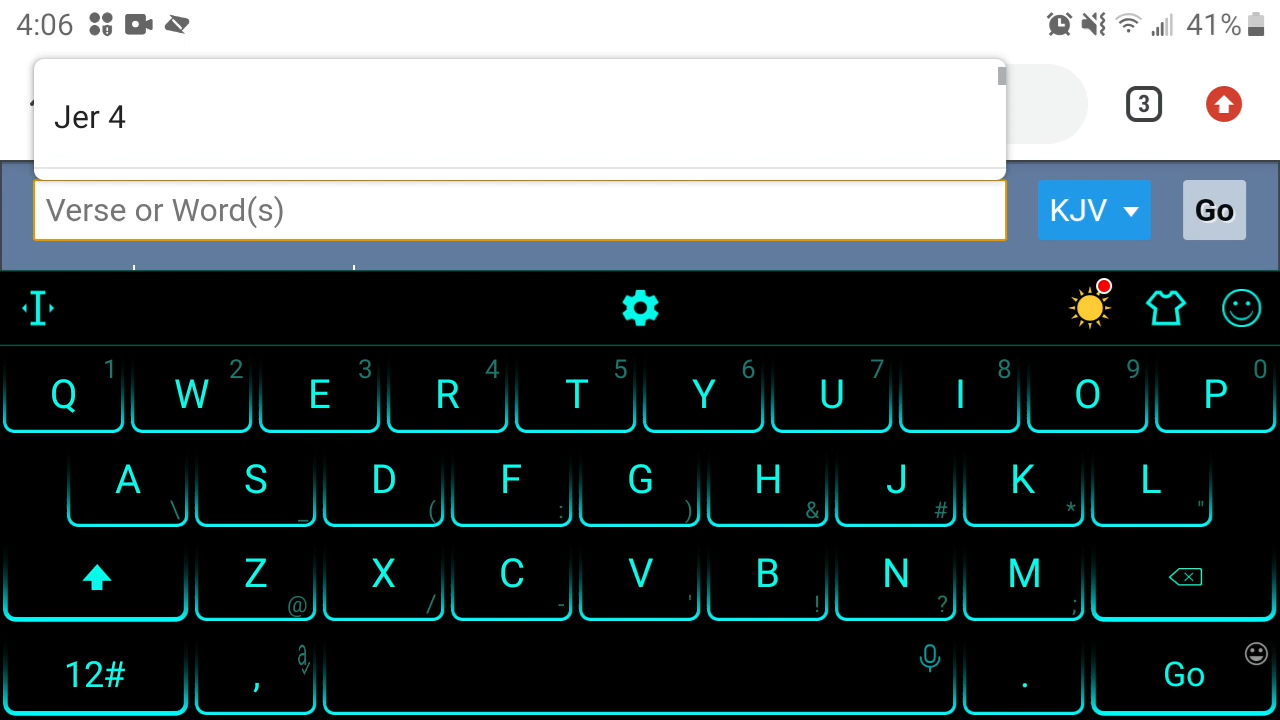 4:06 41%
Jer 4
3
Verse or Word(s) KJV Go
1 2 3 4 5 6 7 8 9 0
Q W E R T Y U I O P
A S D F G H J K L
\ _ ( : ) & # * "
Z X C V B N M
@ / - ' ! ? ;
12# , á . Go